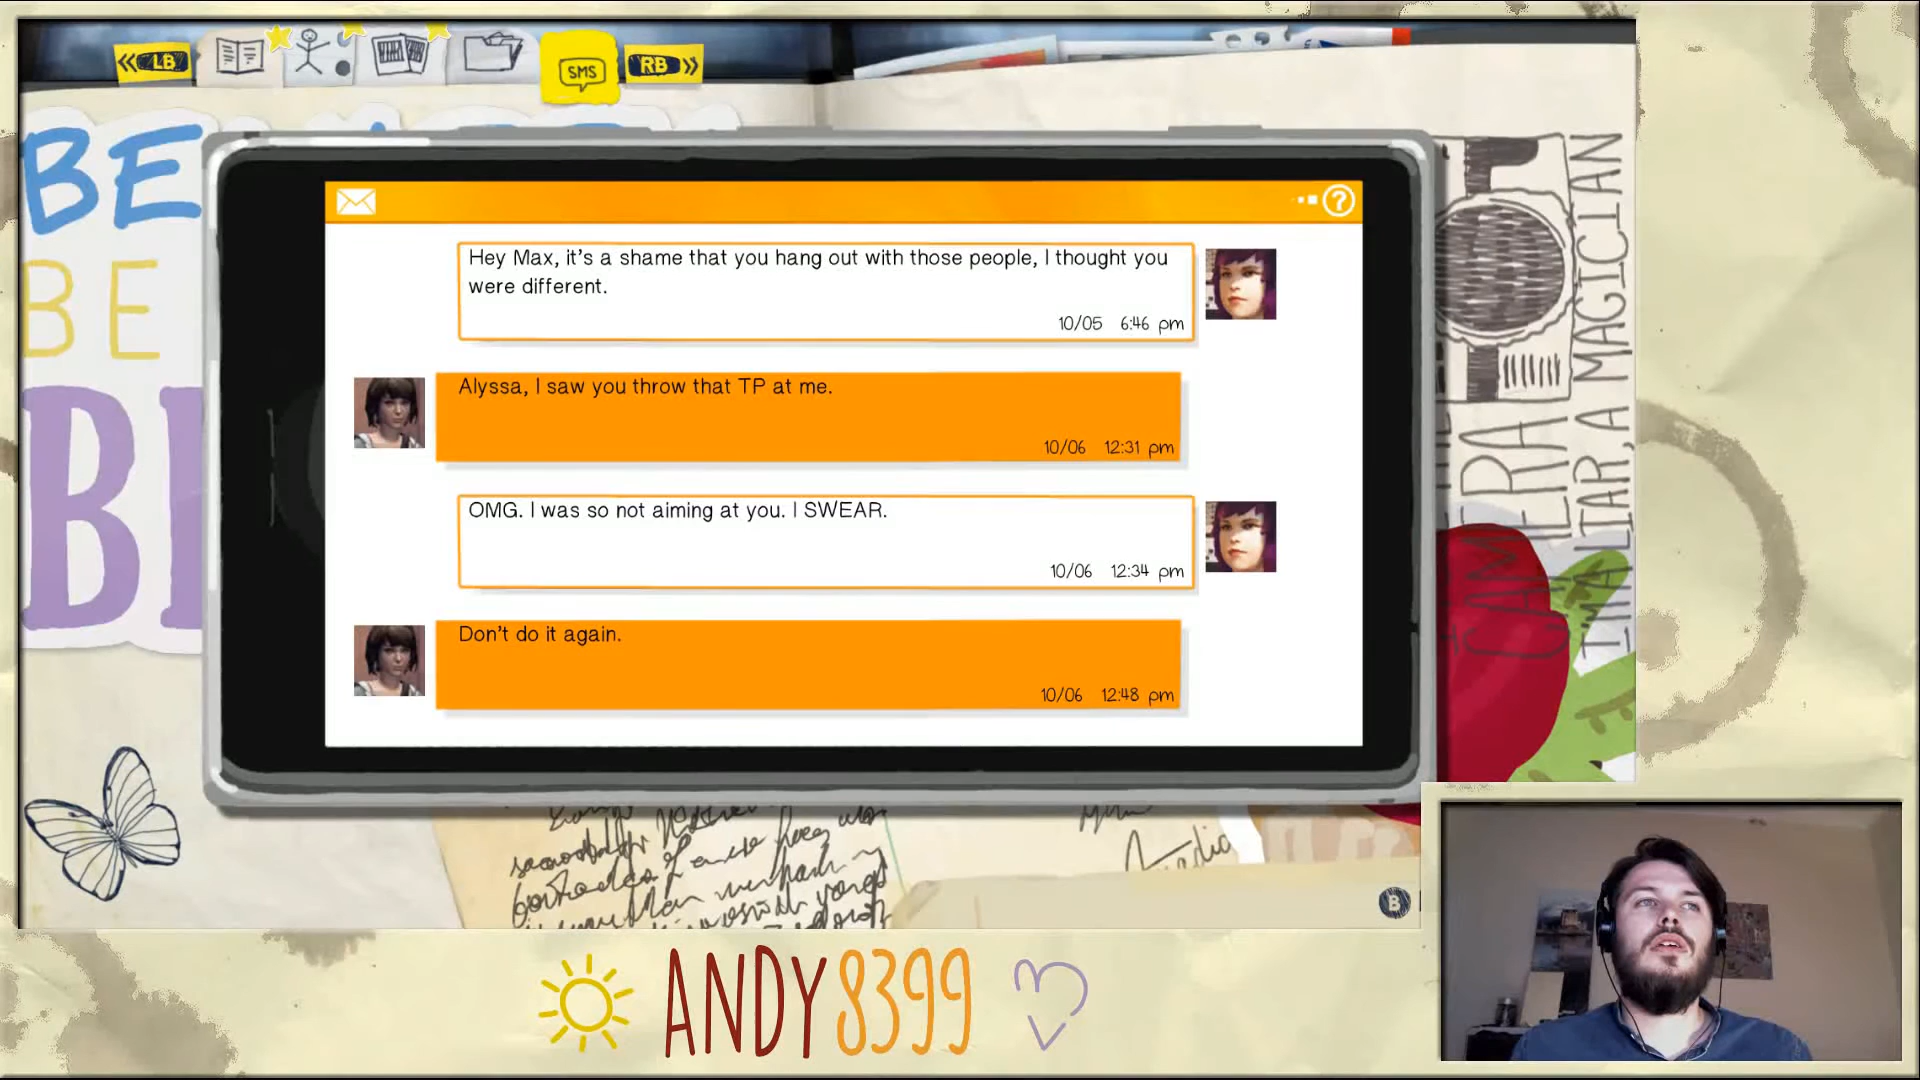 LB
SMS
RB
BE
BE
Hey Max, it's a shame that you hang out with those people, I thought you
were different.
10/05 6:46 pm
Alyssa, I saw you throw that TP at me.
10/06 12:31 pm
OMG. I was so not aiming at you. I SWEAR.
10/06 12:34 pm
Don't do it again.
10/06 12:48 pm
?
CAMERA
I'M A LIAR, A MAGICIAN
B
ANDY8399